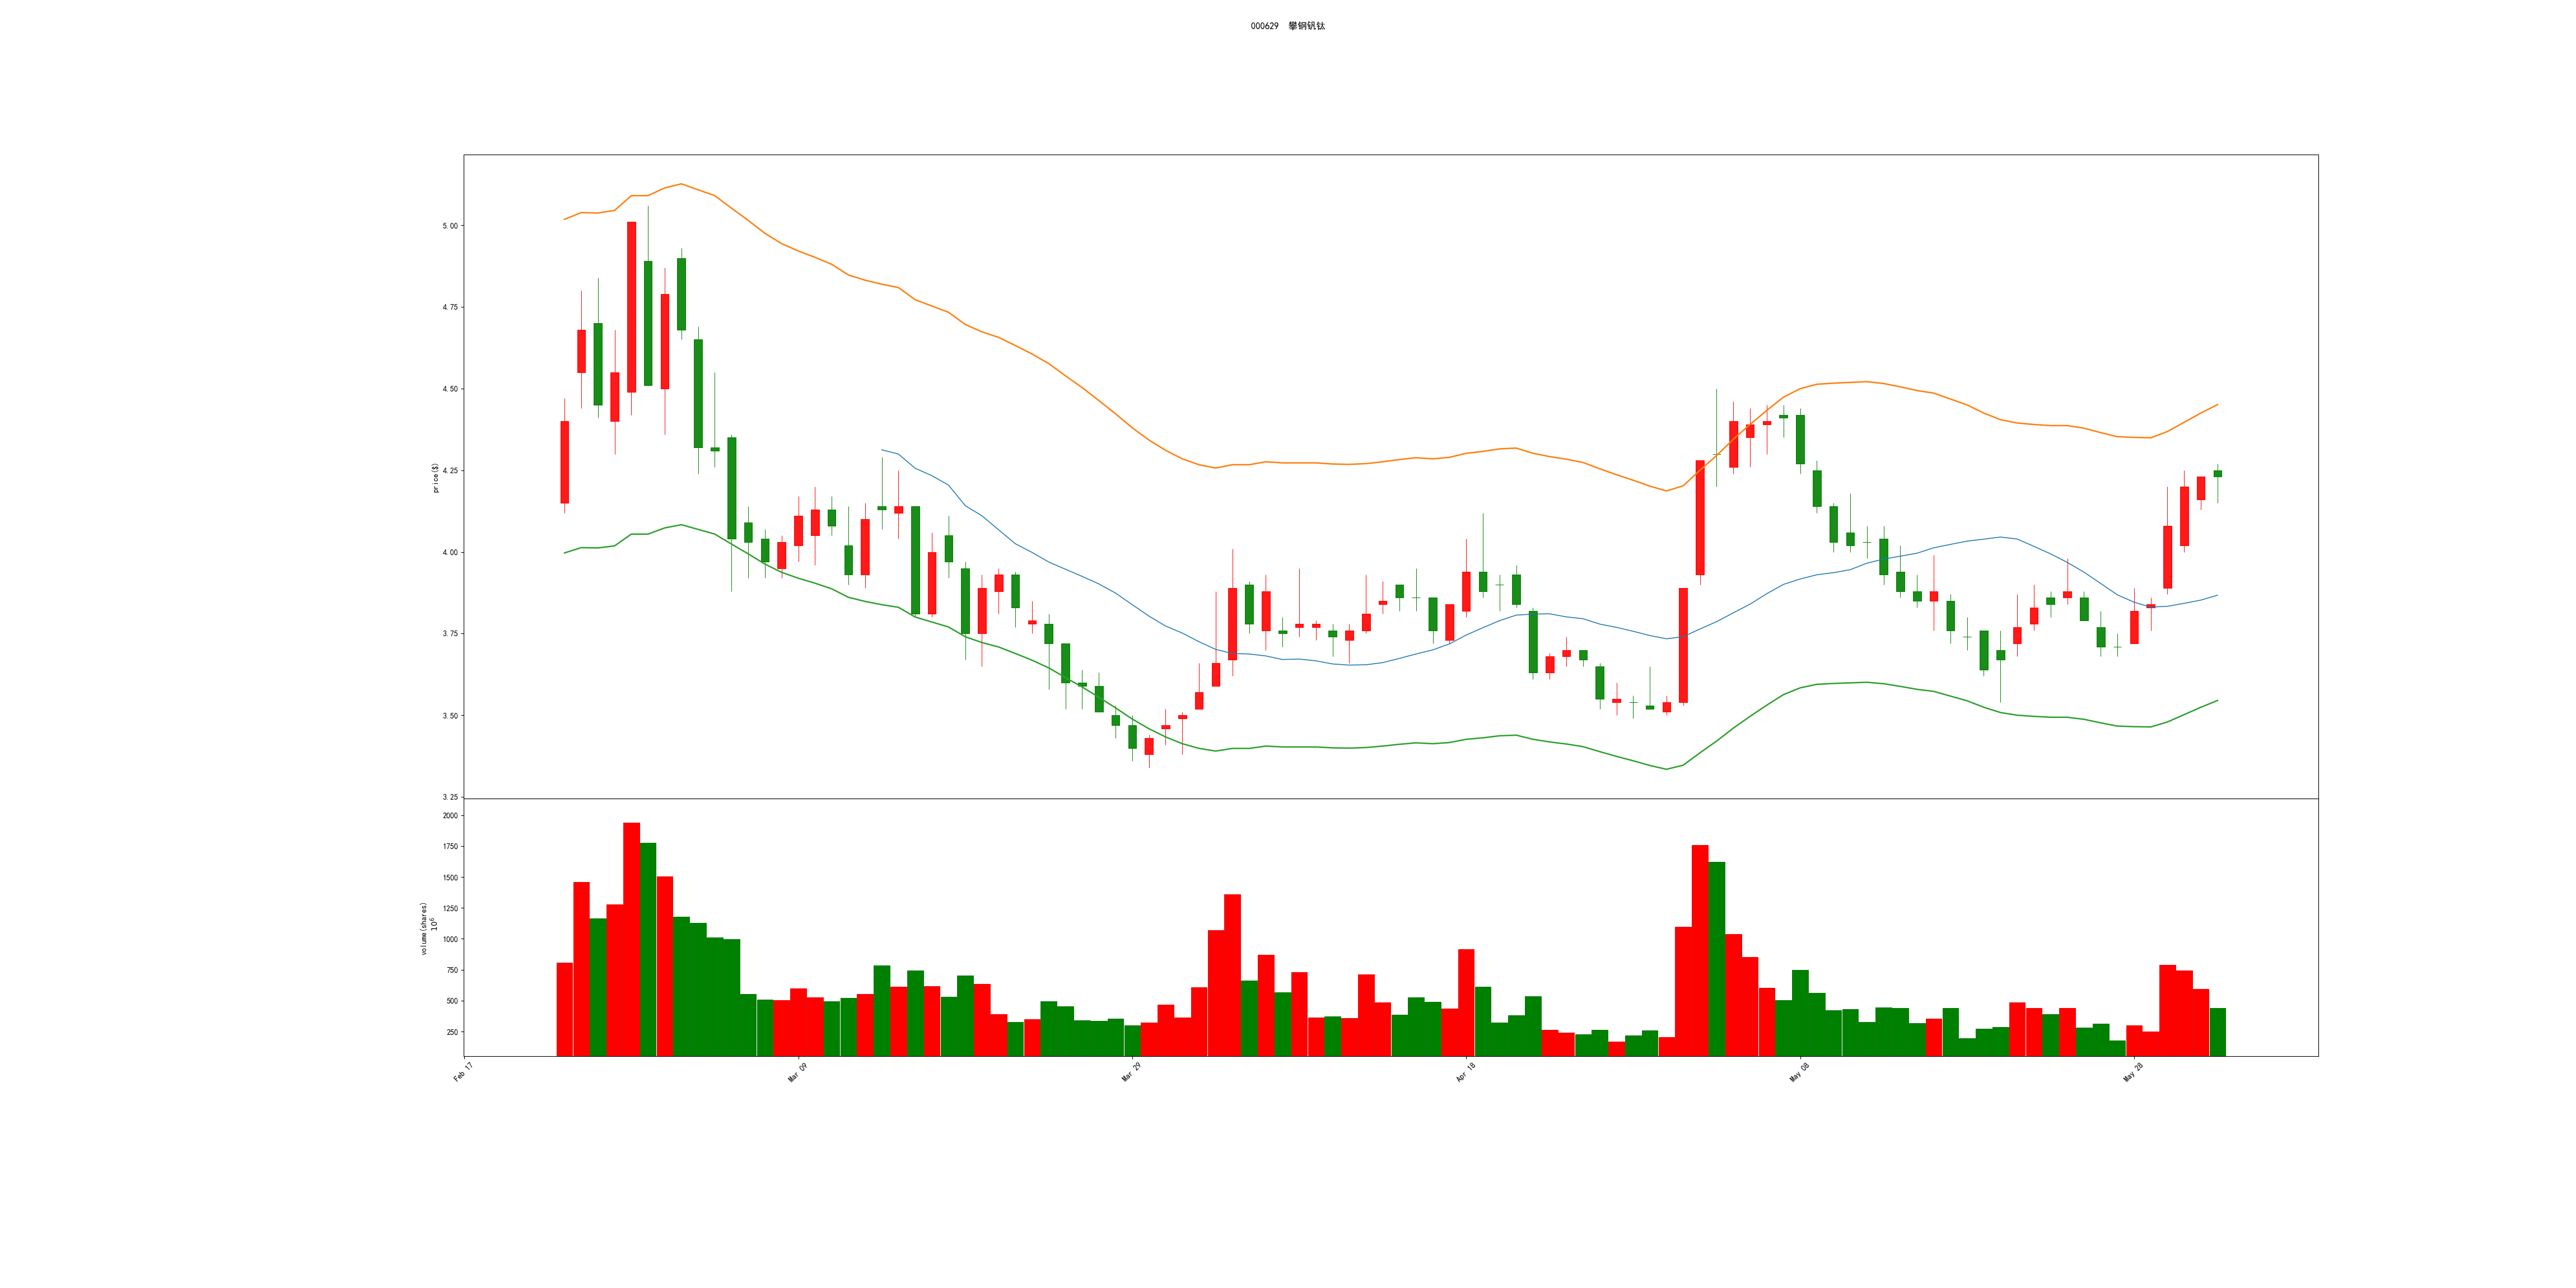 000629 攀钢钒钛
price($)
5.00
4.75
4.50
4.25
4.00
3.75
3.50
3.25
volume(shares)
10^6
2000
1750
1500
1250
1000
750
500
250
Feb 17
Mar 09
Mar 29
Apr 18
May 08
May 28